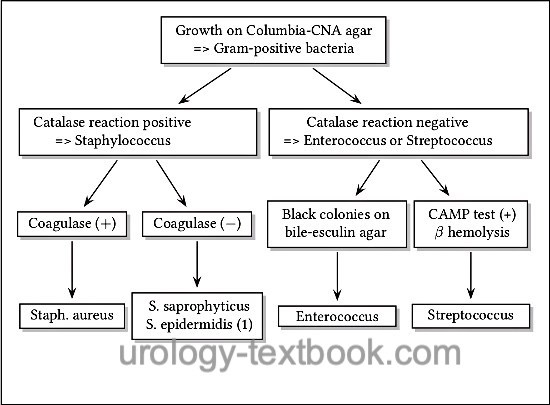 Growth on Columbia-CNA agar
=> Gram-positive bacteria
Catalase reaction positive
=> Staphylococcus
Catalase reaction negative
=> Enterococcus or Streptococcus
Coagulase (+)
Coagulase (−)
Black colonies on
bile-esculin agar
CAMP test (+)
β hemolysis
Staph. aureus
S. saprophyticus
S. epidermidis (1)
Enterococcus
Streptococcus
urology-textbook.com